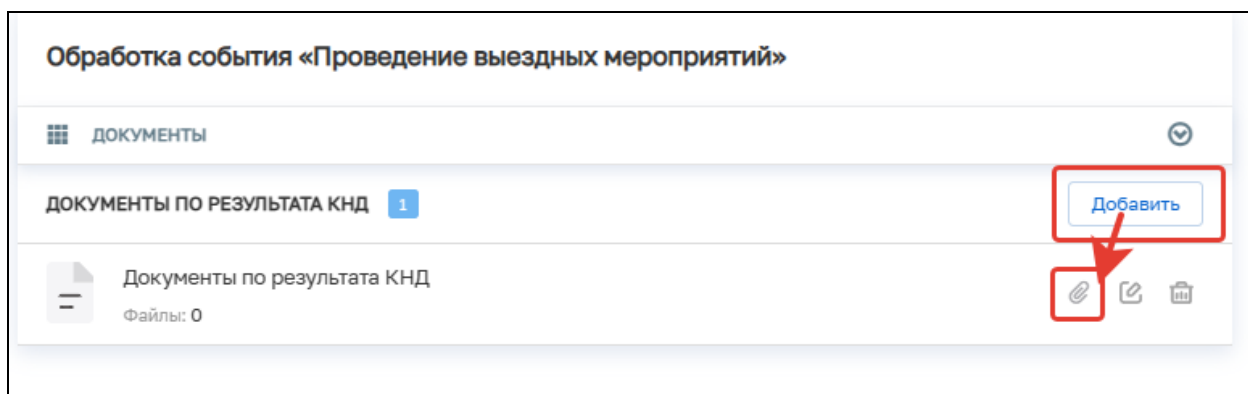 Обработка события «Проведение выездных мероприятий»
ДОКУМЕНТЫ
ДОКУМЕНТЫ ПО РЕЗУЛЬТАТА КНД 1 Добавить
Документы по результата КНД
Файлы: 0